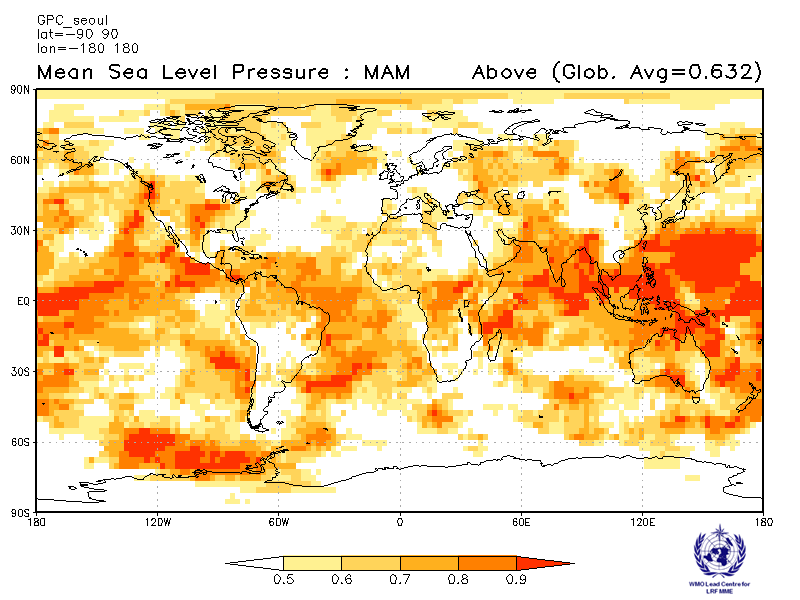 GPC_seoul
lat=-90 90
lon=-180 180
Mean Sea Level Pressure : MAM Above (Glob. Avg=0.632)
90N
60N
30N
EQ
30S
60S
90S
180 120W 60W 0 60E 120E 180
0.5 0.6 0.7 0.8 0.9
WMO Lead Centre for
LRF MME